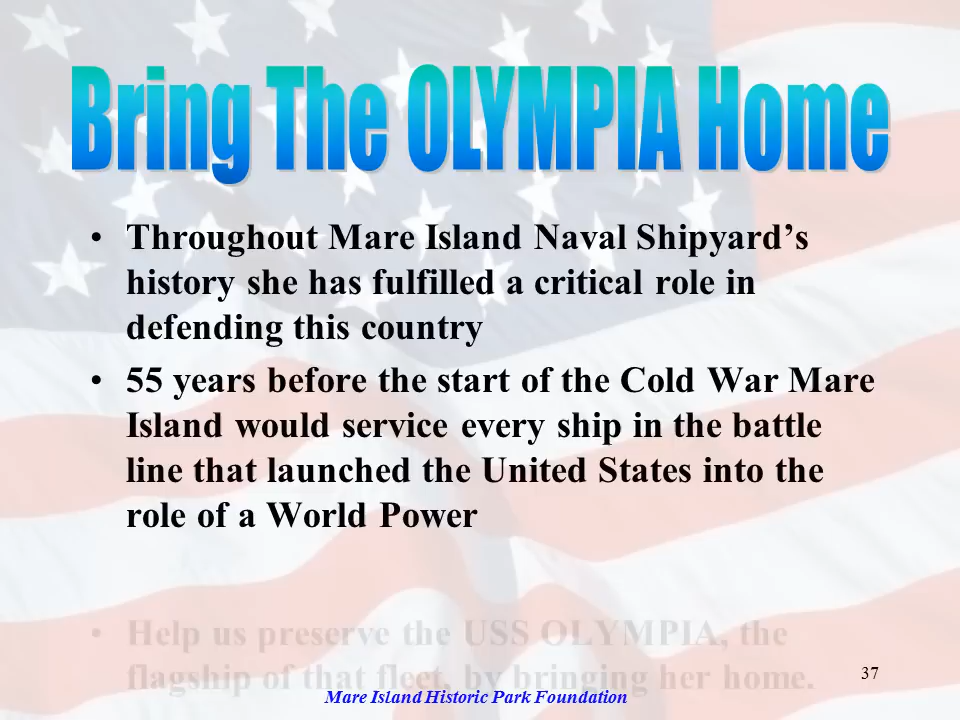 Bring The OLYMPIA Home
• Throughout Mare Island Naval Shipyard’s
history she has fulfilled a critical role in
defending this country
• 55 years before the start of the Cold War Mare
Island would service every ship in the battle
line that launched the United States into the
role of a World Power
• Help us preserve the USS OLYMPIA, the
flagship of that fleet, by bringing her home.
37
Mare Island Historic Park Foundation